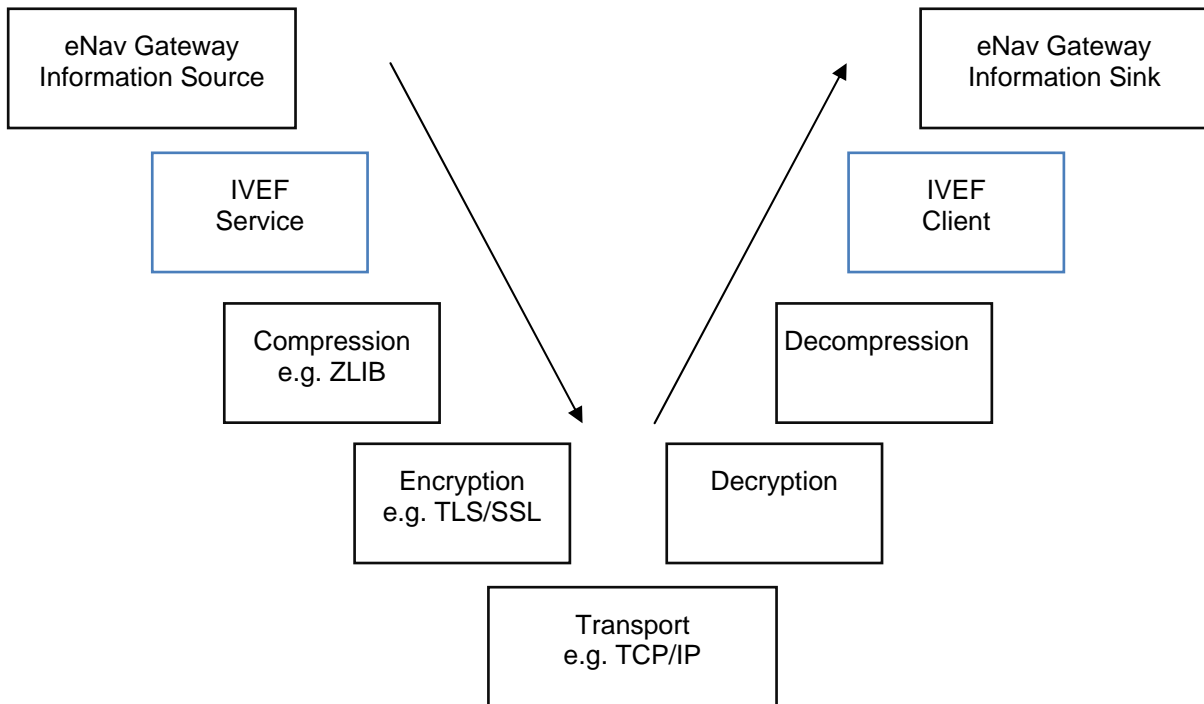 eNav Gateway
Information Source
eNav Gateway
Information Sink
IVEF
Service
IVEF
Client
Compression
e.g. ZLIB
Decompression
Encryption
e.g. TLS/SSL
Decryption
Transport
e.g. TCP/IP